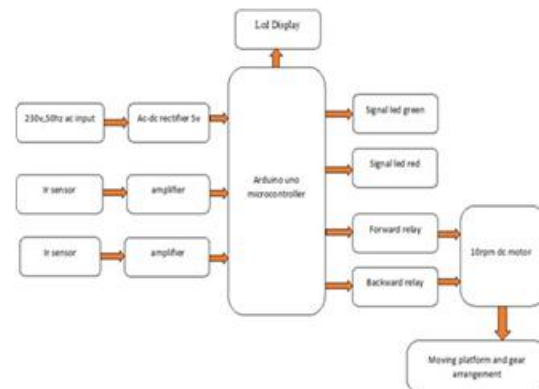 Lcd Display
230v,50hz ac input
Ac-dc rectifier 5v
Signal led green
Ir sensor
amplifier
Arduino uno
microcontroller
Signal led red
Ir sensor
amplifier
Forward relay
10rpm dc motor
Backward relay
Moving platform and gear
arrangement